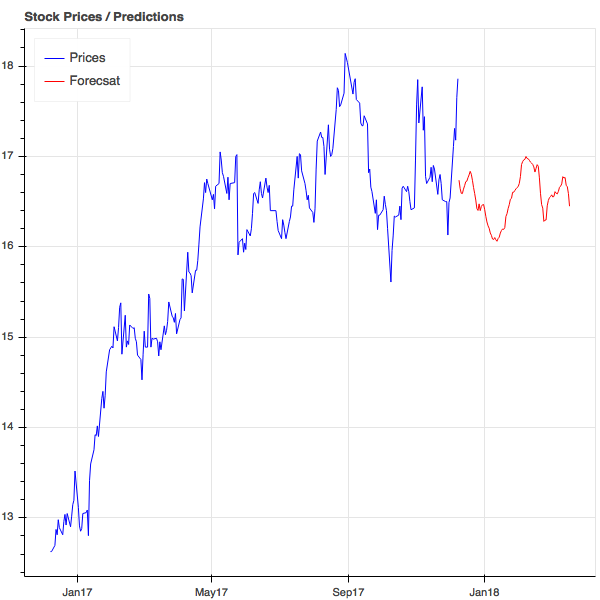 Stock Prices / Predictions
Prices
Forecsat
18
17
16
15
14
13
Jan17
May17
Sep17
Jan18